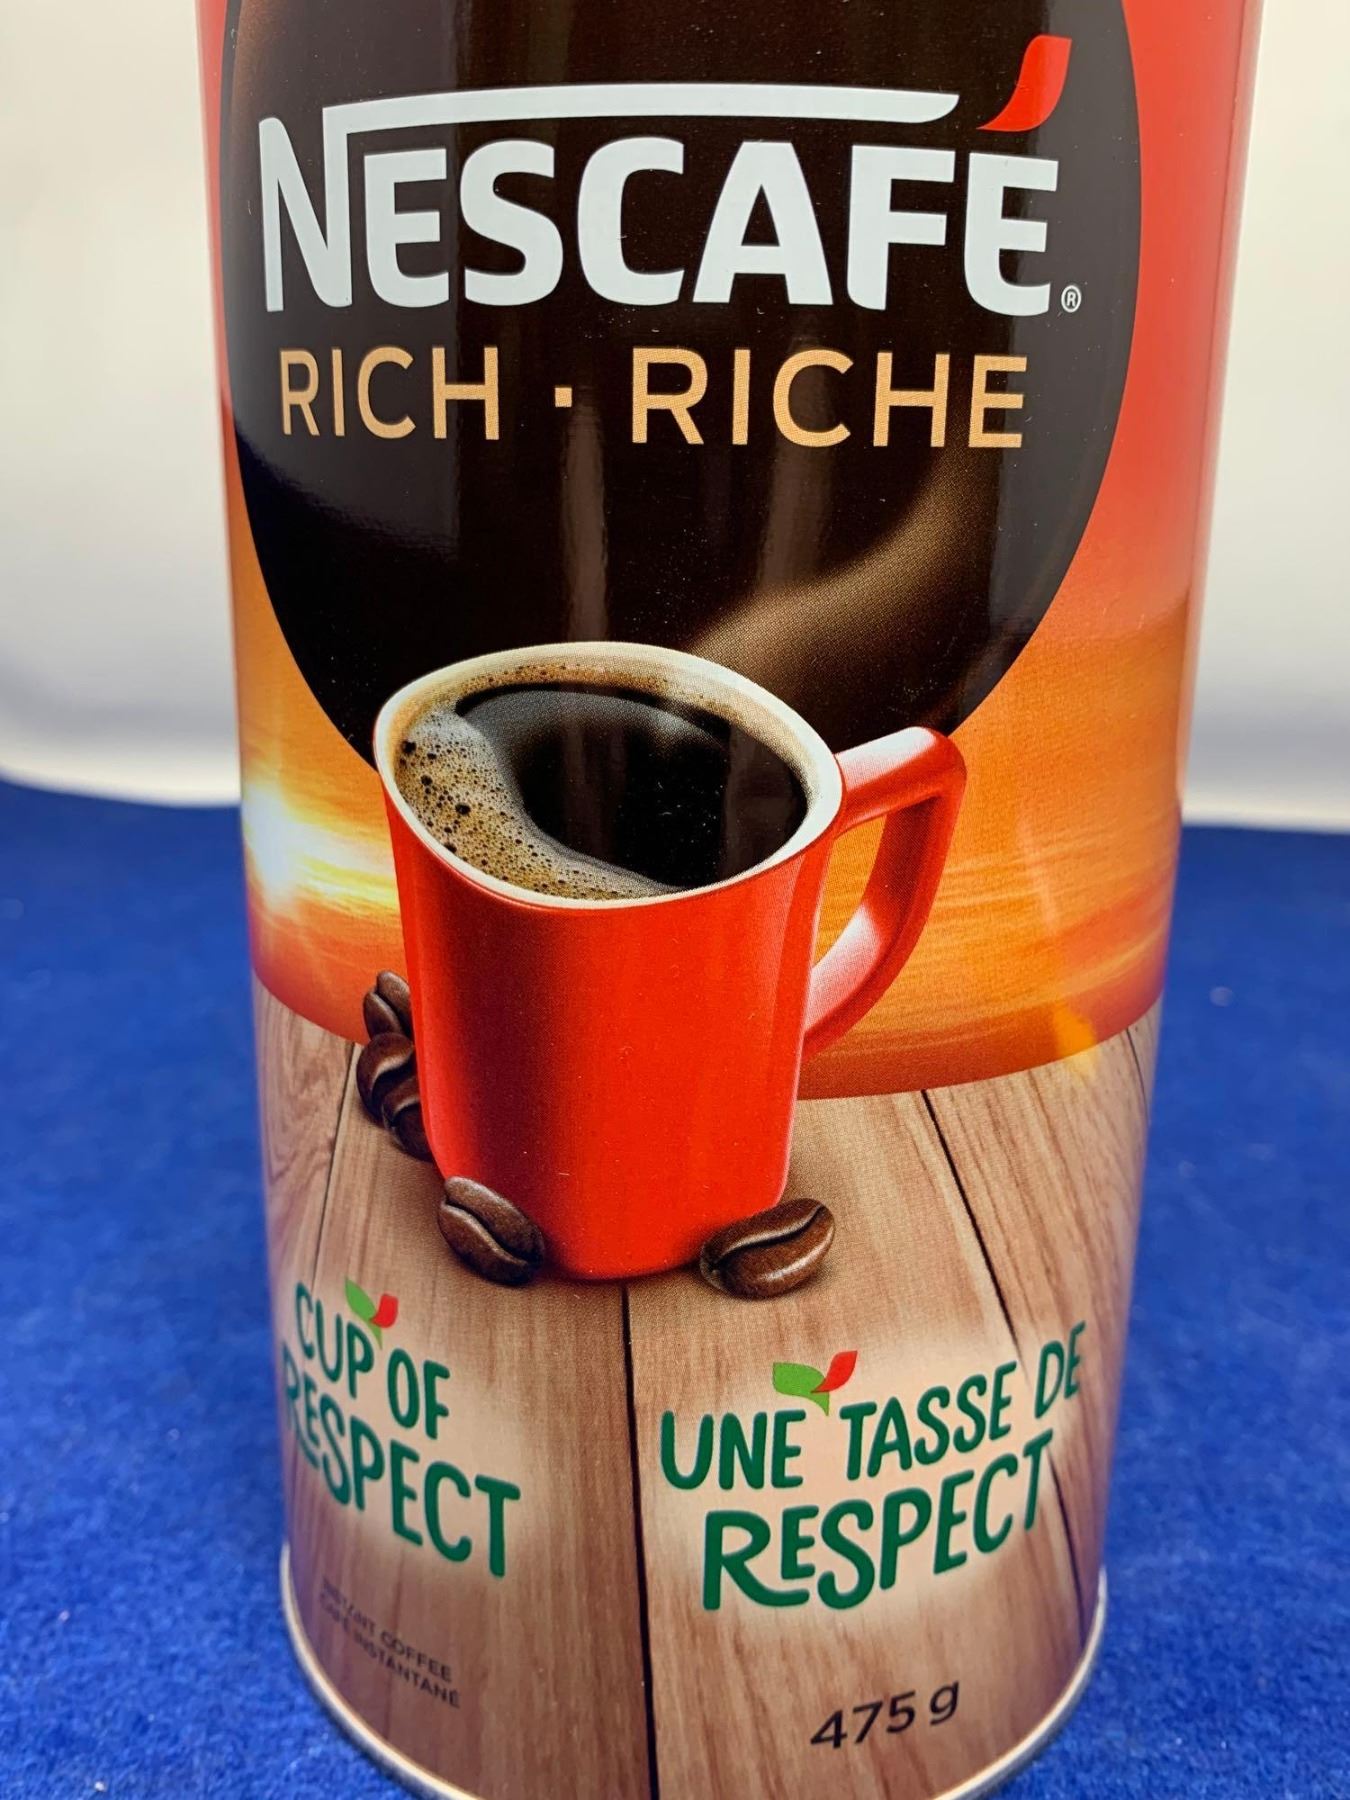 NESCAFÉ®
RICH · RICHE
CUP OF
RESPECT
UNE TASSE DE
RESPECT
INSTANT COFFEE
CAFÉ INSTANTANÉ
475 g